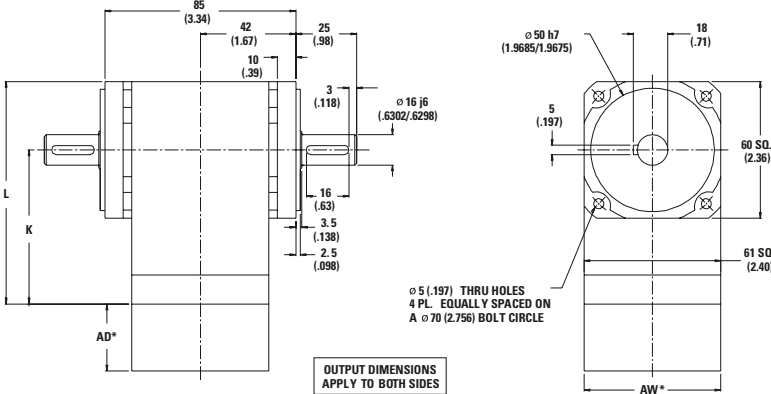 85
(3.34)
42
(1.67)
25
(.98)
10
(.39)
3
(.118)
Ø 16 j6
(.6302/.6298)
L
K
16
(.63)
3.5
(.138)
2.5
(.098)
AD*
OUTPUT DIMENSIONS
APPLY TO BOTH SIDES
Ø 50 h7
(1.9685/1.9675)
18
(.71)
5
(.197)
60 SQ.
(2.36)
61 SQ
(2.40)
Ø 5 (.197) THRU HOLES
4 PL. EQUALLY SPACED ON
A Ø 70 (2.756) BOLT CIRCLE
AW*